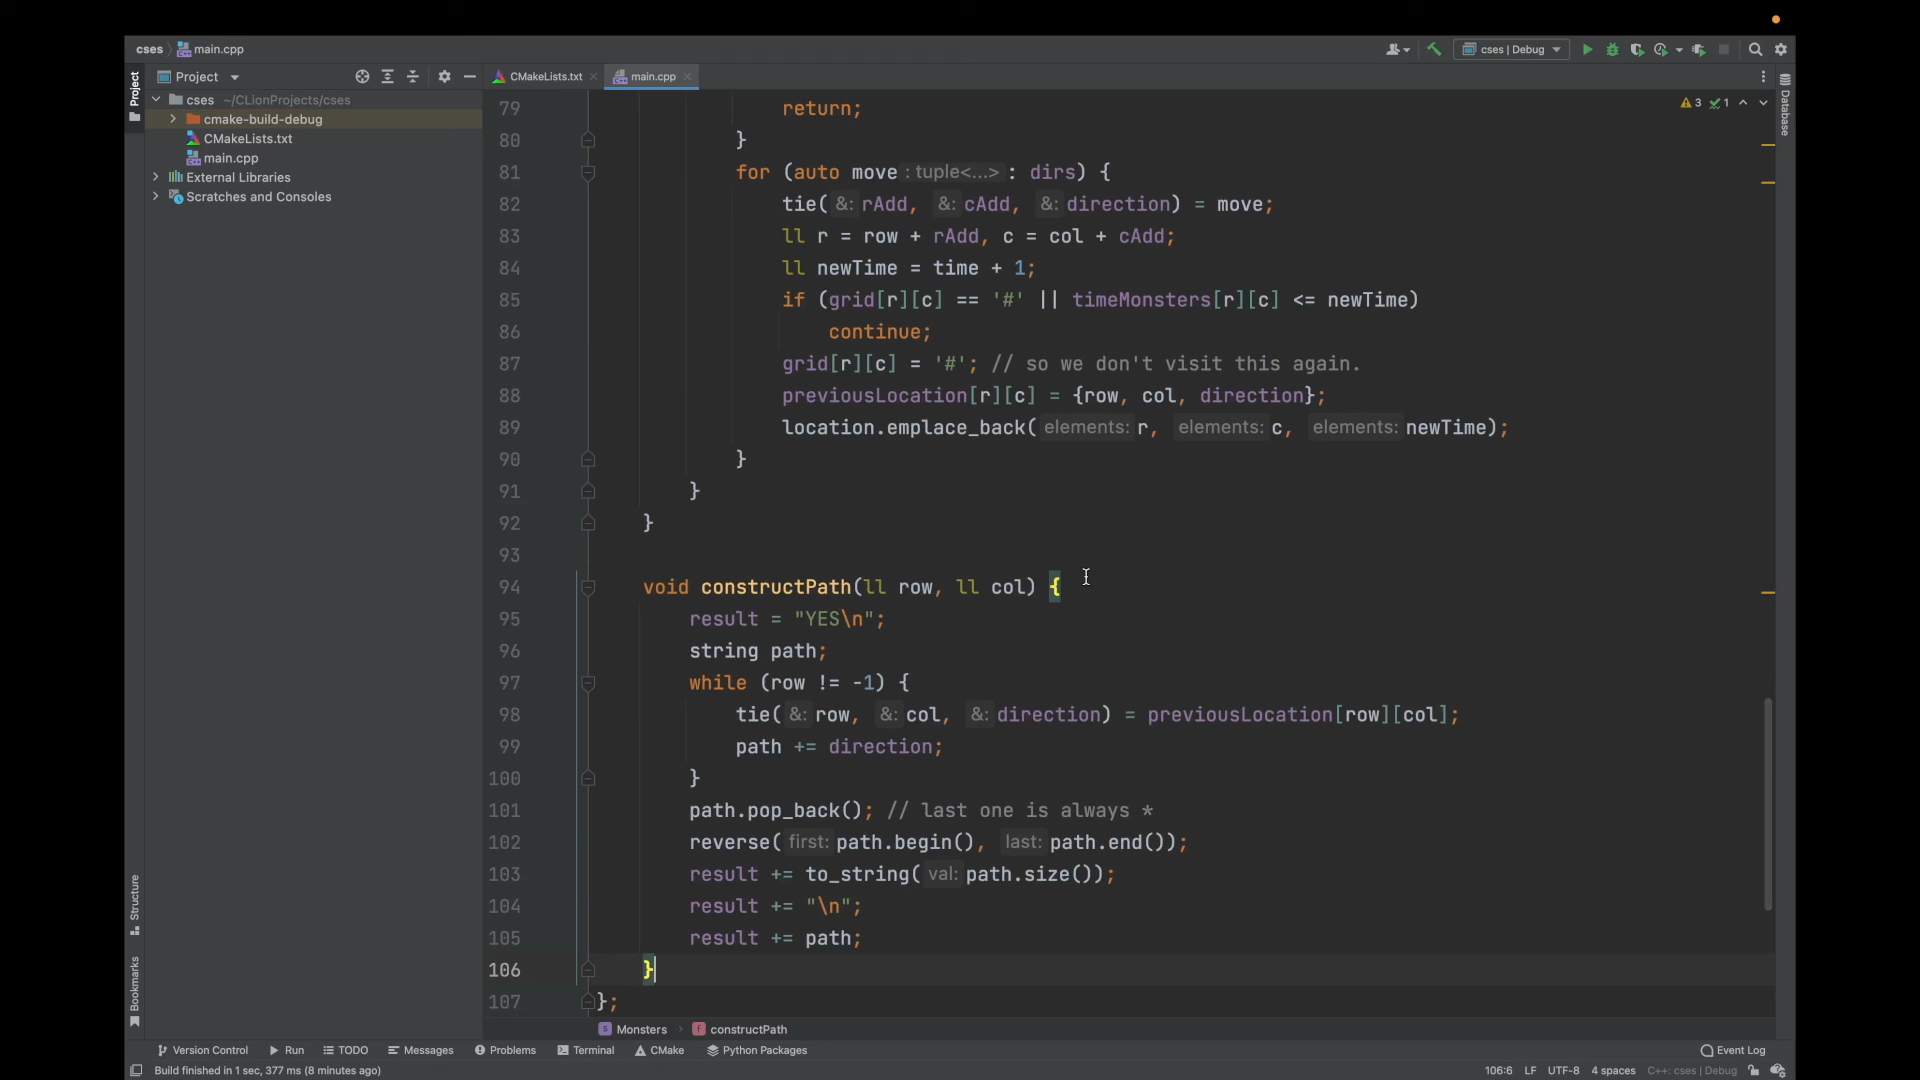 cses main.cpp
cses | Debug
Project
CMakeLists.txt
main.cpp
cses ~/CLionProjects/cses
cmake-build-debug
CMakeLists.txt
main.cpp
External Libraries
Scratches and Consoles
Project
Structure
Bookmarks
Database
3 1
79 return;
80 }
81 for (auto move : tuple<...> : dirs) {
82 tie( &: rAdd, &: cAdd, &: direction) = move;
83 ll r = row + rAdd, c = col + cAdd;
84 ll newTime = time + 1;
85 if (grid[r][c] == '#' || timeMonsters[r][c] <= newTime)
86 continue;
87 grid[r][c] = '#'; // so we don't visit this again.
88 previousLocation[r][c] = {row, col, direction};
89 location.emplace_back( elements: r, elements: c, elements: newTime);
90 }
91 }
92 }
93
94 void constructPath(ll row, ll col) {
95 result = "YES\n";
96 string path;
97 while (row != -1) {
98 tie( &: row, &: col, &: direction) = previousLocation[row][col];
99 path += direction;
100 }
101 path.pop_back(); // last one is always *
102 reverse( first: path.begin(), last: path.end());
103 result += to_string( val: path.size());
104 result += "\n";
105 result += path;
106 }
107 };
Monsters constructPath
Version Control Run TODO Messages Problems Terminal CMake Python Packages Event Log
Build finished in 1 sec, 377 ms (8 minutes ago) 106:6 LF UTF-8 4 spaces C++: cses | Debug